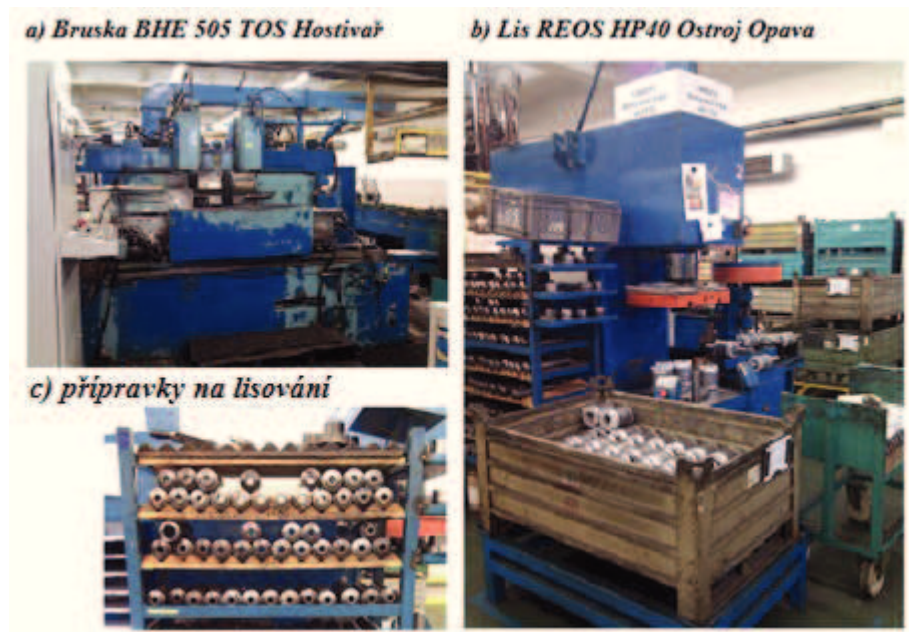 a) Bruska BHE 505 TOS Hostivař
b) Lis REOS HP40 Ostroj Opava
c) přípravky na lisování